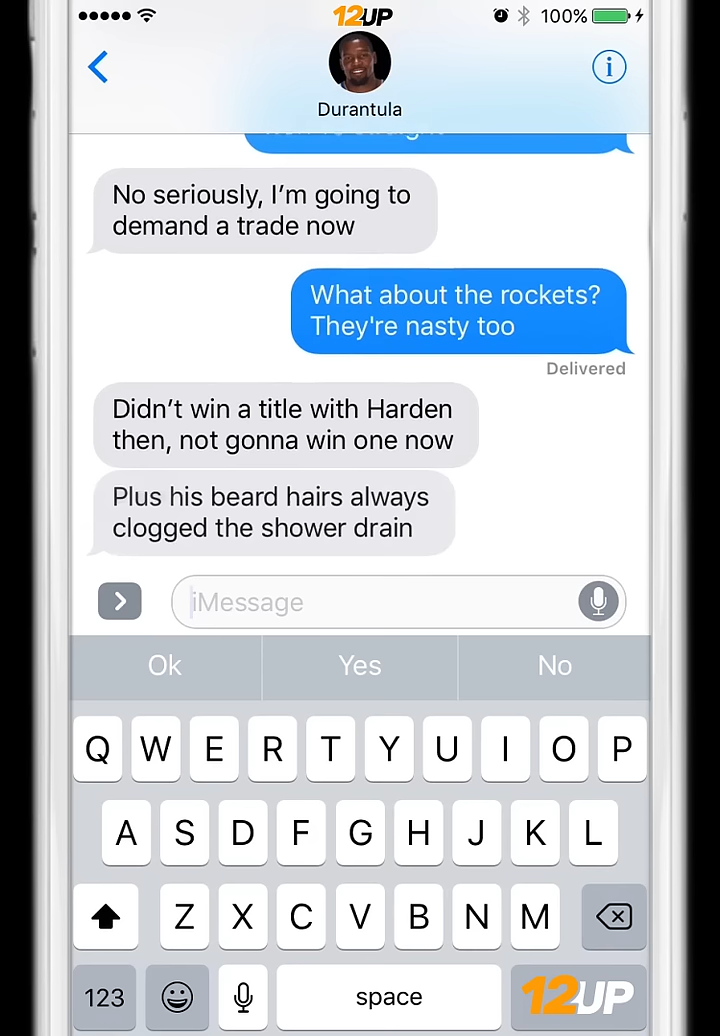 12UP
100%
Durantula
No seriously, I’m going to
demand a trade now
What about the rockets?
They're nasty too
Delivered
Didn’t win a title with Harden
then, not gonna win one now
Plus his beard hairs always
clogged the shower drain
iMessage
Ok Yes No
Q W E R T Y U I O P
A S D F G H J K L
Z X C V B N M
123 space 12UP